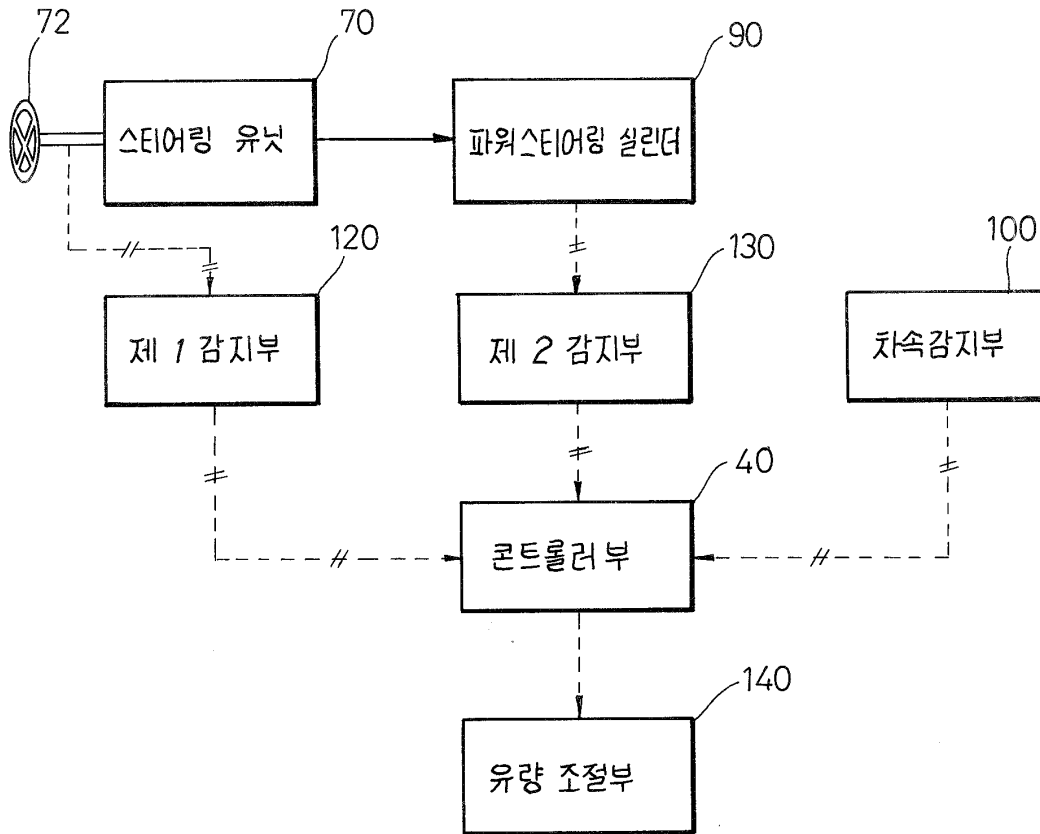 72
70
90
스티어링 유닛
파워스티어링 실린더
120
130
100
제 1 감지부
제 2 감지부
차속감지부
40
콘트롤러부
140
유량 조절부